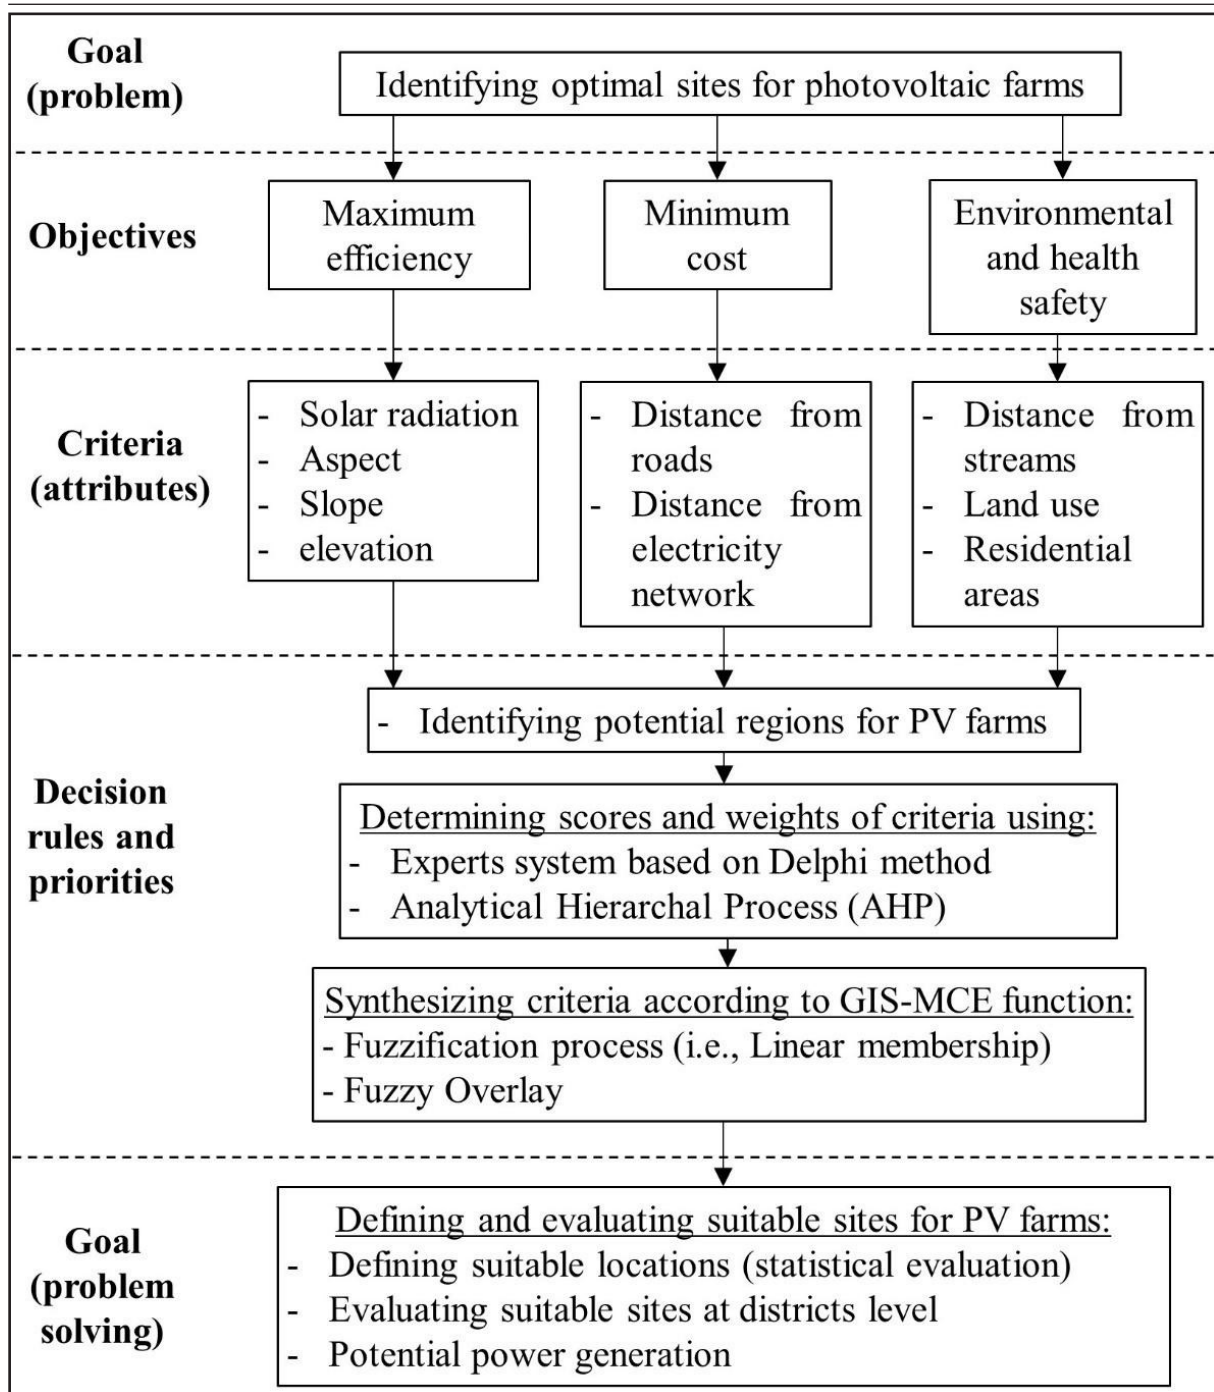 Goal
(problem)
Identifying optimal sites for photovoltaic farms
Objectives
Maximum
efficiency
Minimum
cost
Environmental
and health
safety
Criteria
(attributes)
- Solar radiation
- Aspect
- Slope
- elevation
- Distance from
roads
- Distance from
electricity
network
- Distance from
streams
- Land use
- Residential
areas
Decision
rules and
priorities
- Identifying potential regions for PV farms
Determining scores and weights of criteria using:
- Experts system based on Delphi method
- Analytical Hierarchal Process (AHP)
Synthesizing criteria according to GIS-MCE function:
- Fuzzification process (i.e., Linear membership)
- Fuzzy Overlay
Goal
(problem
solving)
Defining and evaluating suitable sites for PV farms:
- Defining suitable locations (statistical evaluation)
- Evaluating suitable sites at districts level
- Potential power generation